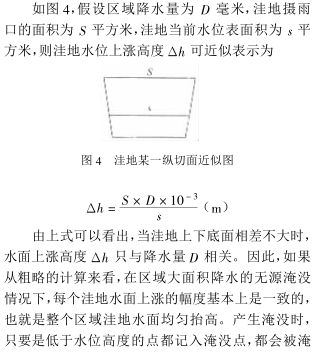 如图 4,假设区域降水量为 D 毫米,洼地摄雨
口的面积为 S 平方米,洼地当前水位表面积为 s 平
方米,则洼地水位上涨高度 Δh 可近似表示为
S
s
图 4 洼地某一纵切面近似图
Δh = \frac{S × D × 10^{-3}}{s} (m)
由上式可以看出,当洼地上下底面相差不大时,
水面上涨高度 Δh 只与降水量 D 相关。因此,如果
从粗略的计算来看,在区域大面积降水的无源淹没
情况下,每个洼地水面上涨的幅度基本上是一致的,
也就是整个区域洼地水面均匀抬高。产生淹没时,
只要是低于水位高度的点都记入淹没点,都会被淹